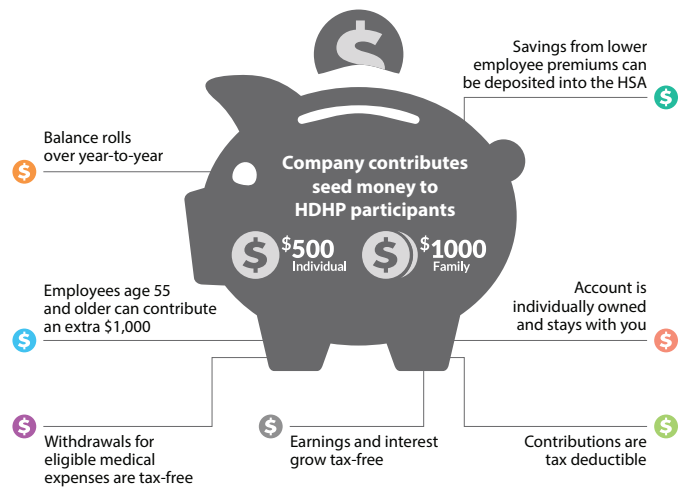 $
Savings from lower
employee premiums can
be deposited into the HSA
$
Balance rolls
over year-to-year
$
Company contributes
seed money to
HDHP participants
$ $500
Individual
$ $1000
Family
Employees age 55
and older can contribute
an extra $1,000
$
Account is
individually owned
and stays with you
$
$
Withdrawals for
eligible medical
expenses are tax-free
$
Earnings and interest
grow tax-free
$
Contributions are
tax deductible